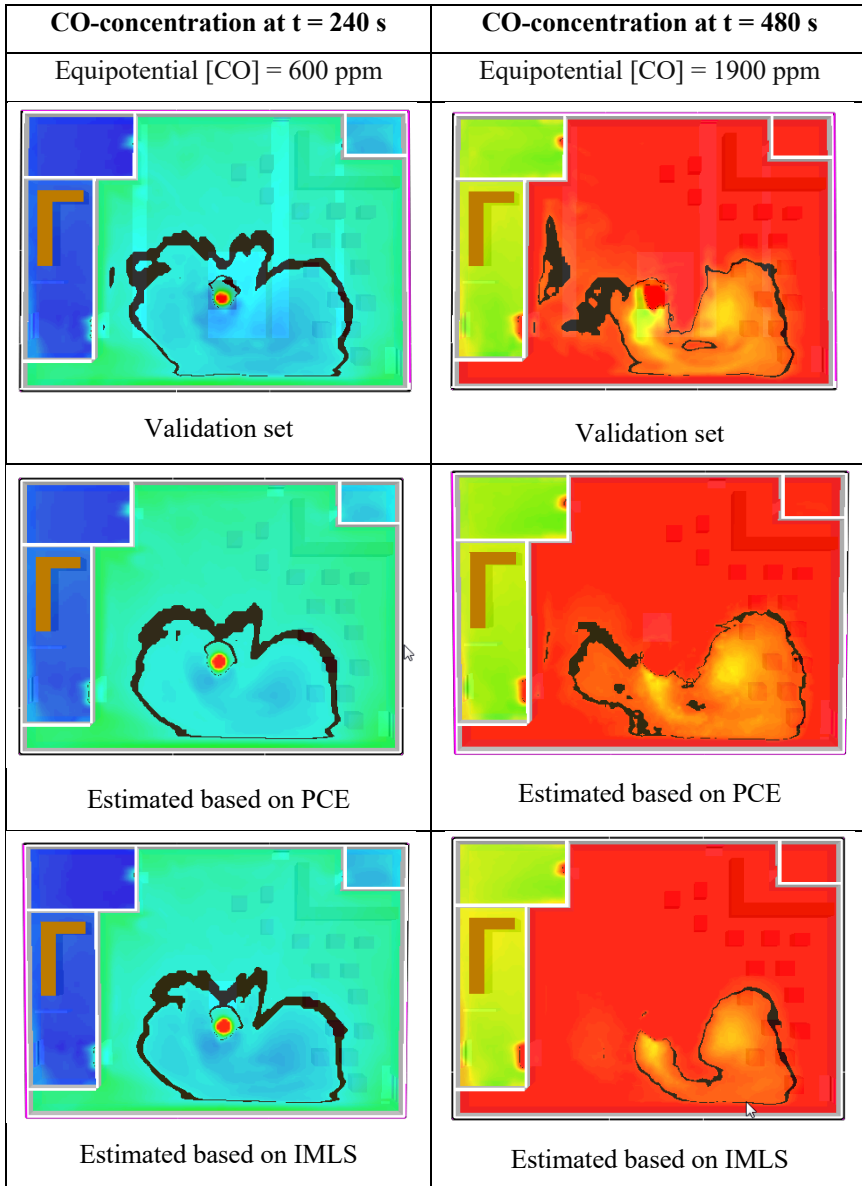 CO-concentration at t = 240 s
CO-concentration at t = 480 s
Equipotential [CO] = 600 ppm
Equipotential [CO] = 1900 ppm
Validation set
Validation set
Estimated based on PCE
Estimated based on PCE
Estimated based on IMLS
Estimated based on IMLS